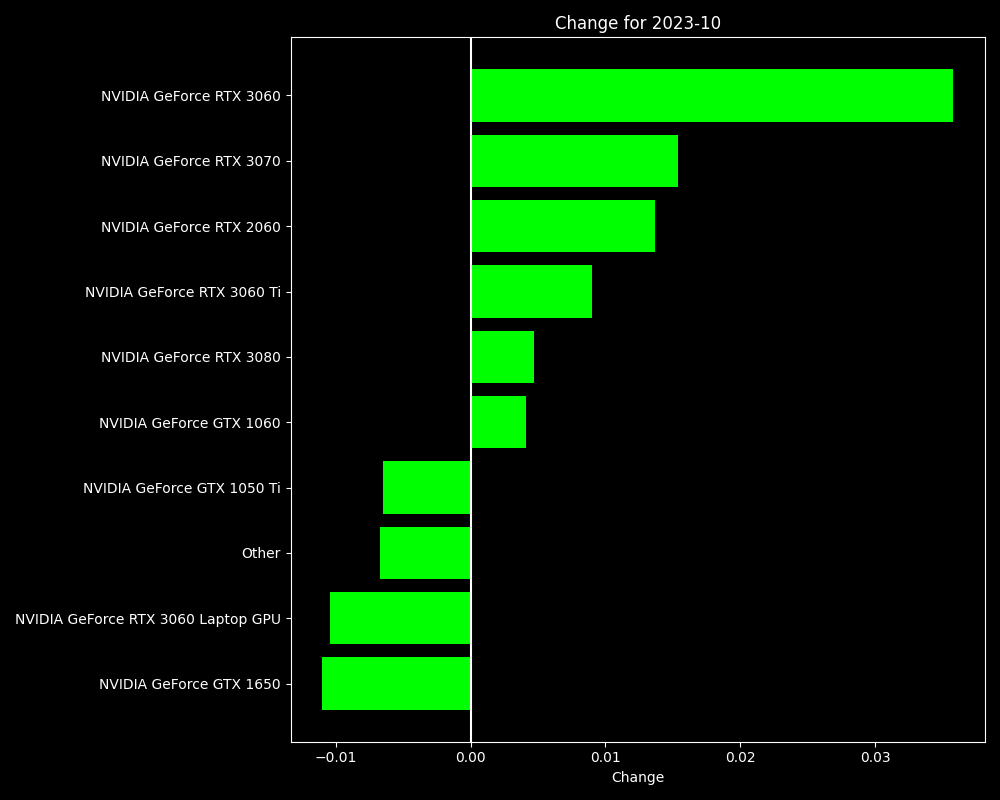 Change for 2023-10
NVIDIA GeForce RTX 3060
NVIDIA GeForce RTX 3070
NVIDIA GeForce RTX 2060
NVIDIA GeForce RTX 3060 Ti
NVIDIA GeForce RTX 3080
NVIDIA GeForce GTX 1060
NVIDIA GeForce GTX 1050 Ti
Other
NVIDIA GeForce RTX 3060 Laptop GPU
NVIDIA GeForce GTX 1650
−0.01 0.00 0.01 0.02 0.03
Change